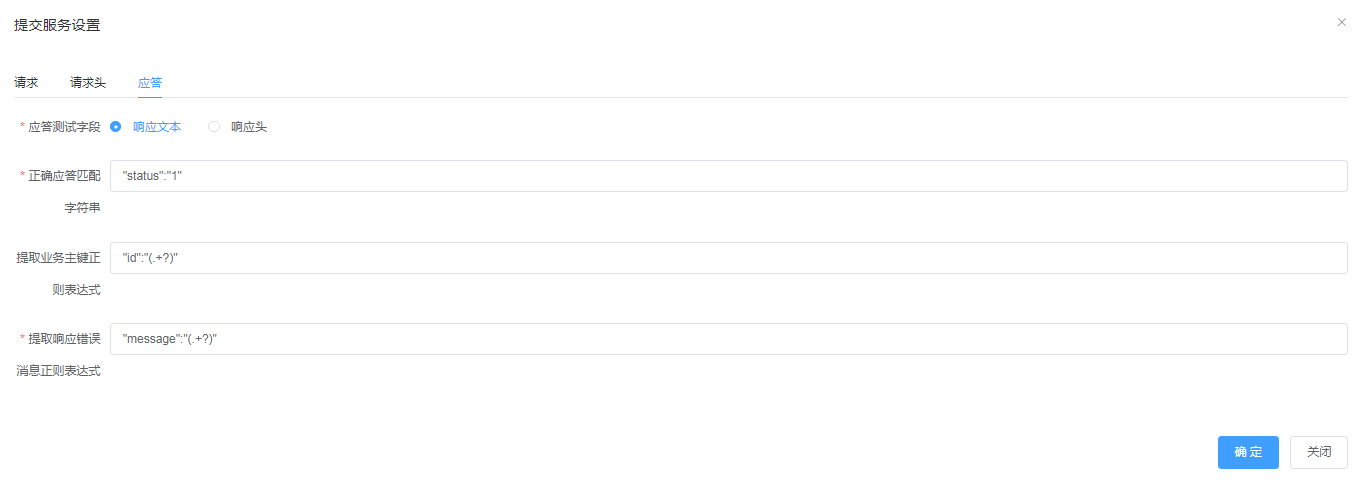 提交服务设置
请求 请求头 应答
* 应答测试字段 响应文本 响应头
* 正确应答匹配 "status":"1"
字符串
提取业务主键正 "id":"(.+?)"
则表达式
* 提取响应错误 "message":"(.+?)"
消息正则表达式
确 定 关闭